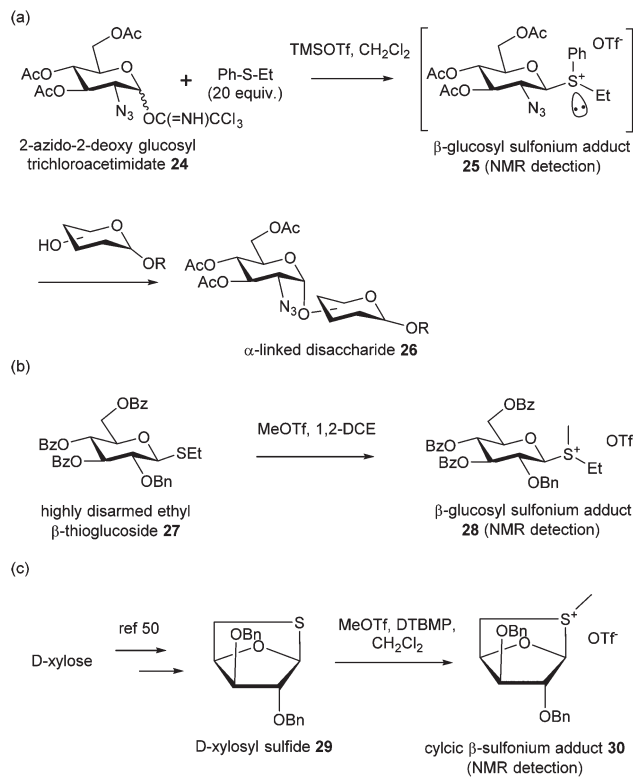 (a)
OAc
AcO
AcO
O
N3
OC(=NH)CCl3
2-azido-2-deoxy glucosyl
trichloroacetimidate 24
+
Ph-S-Et
(20 equiv.)
TMSOTf, CH2Cl2
OAc
AcO
AcO
O
N3
Ph
OTf-
S+
Et
β-glucosyl sulfonium adduct
25 (NMR detection)
HO
O
OR
OAc
AcO
AcO
O
N3
O
O
OR
α-linked disaccharide 26
(b)
OBz
BzO
BzO
O
SEt
OBn
highly disarmed ethyl
β-thioglucoside 27
MeOTf, 1,2-DCE
OBz
BzO
BzO
O
S+
Et
OBn
OTf
β-glucosyl sulfonium adduct
28 (NMR detection)
(c)
D-xylose
ref 50
S
OBn
O
OBn
D-xylosyl sulfide 29
MeOTf, DTBMP,
CH2Cl2
S+
OBn
O
OBn
OTf-
cylcic β-sulfonium adduct 30
(NMR detection)